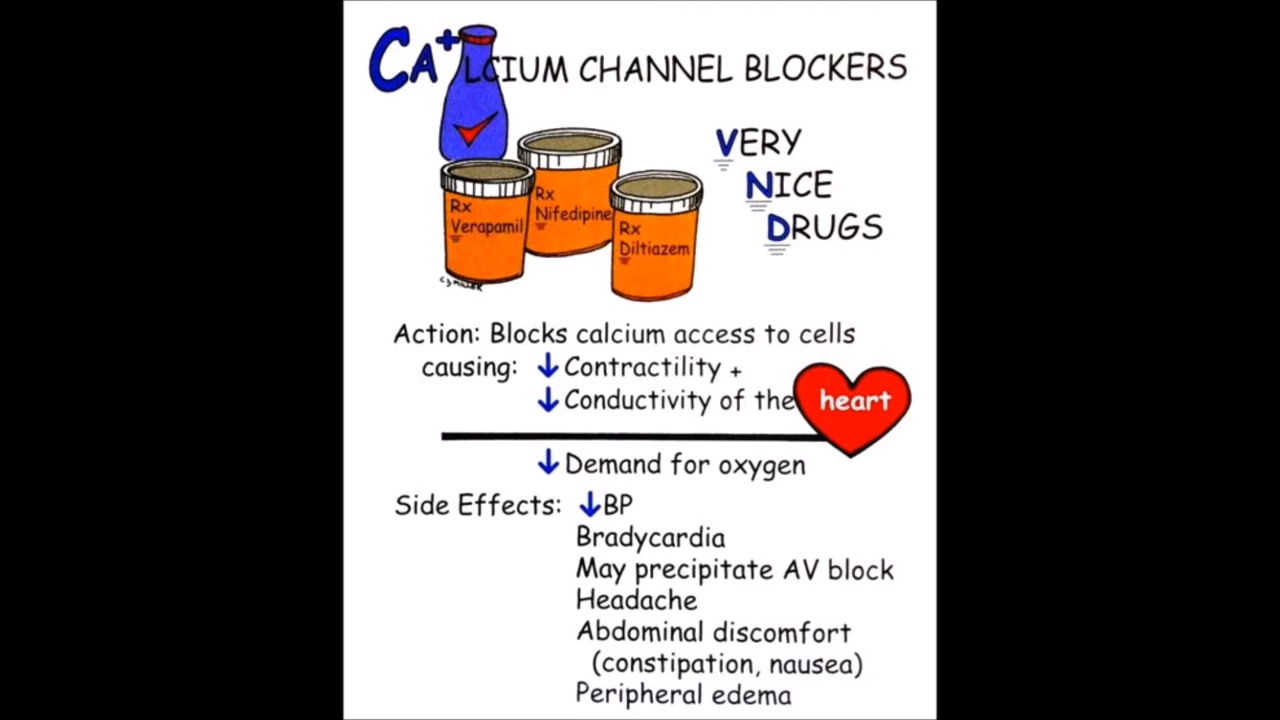 CA+LCIUM CHANNEL BLOCKERS
VERY
NICE
DRUGS
Rx
Verapamil
Rx
Nifedipine
Rx
Diltiazem
C J MILLER
Action: Blocks calcium access to cells
causing: ↓ Contractility +
↓ Conductivity of the heart
↓ Demand for oxygen
Side Effects: ↓ BP
Bradycardia
May precipitate AV block
Headache
Abdominal discomfort
(constipation, nausea)
Peripheral edema